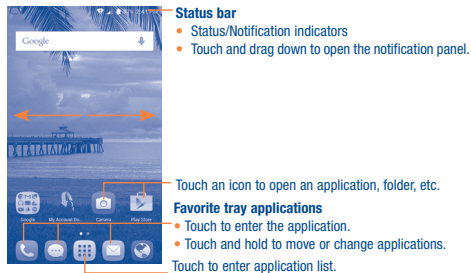 Status bar
• Status/Notification indicators
• Touch and drag down to open the notification panel.
Google
Touch an icon to open an application, folder, etc.
Google
My Account Do...
Camera
Play Store
Favorite tray applications
• Touch to enter the application.
• Touch and hold to move or change applications.
Touch to enter application list.